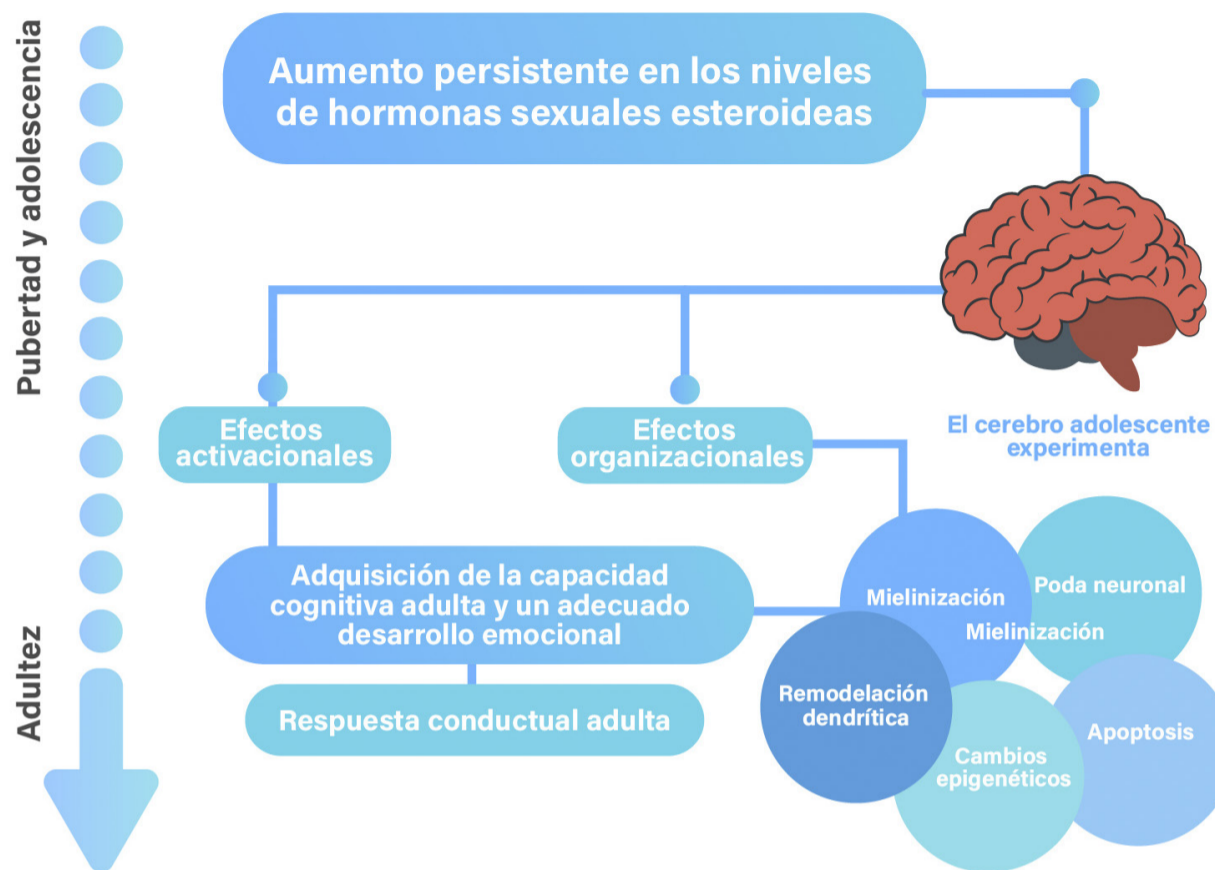 Pubertad y adolescencia
Adultez
Aumento persistente en los niveles
de hormonas sexuales esteroideas
El cerebro adolescente
experimenta
Efectos
activacionales
Efectos
organizacionales
Adquisición de la capacidad
cognitiva adulta y un adecuado
desarrollo emocional
Respuesta conductual adulta
Mielinización
Poda neuronal
Mielinización
Remodelación
dendrítica
Cambios
epigenéticos
Apoptosis